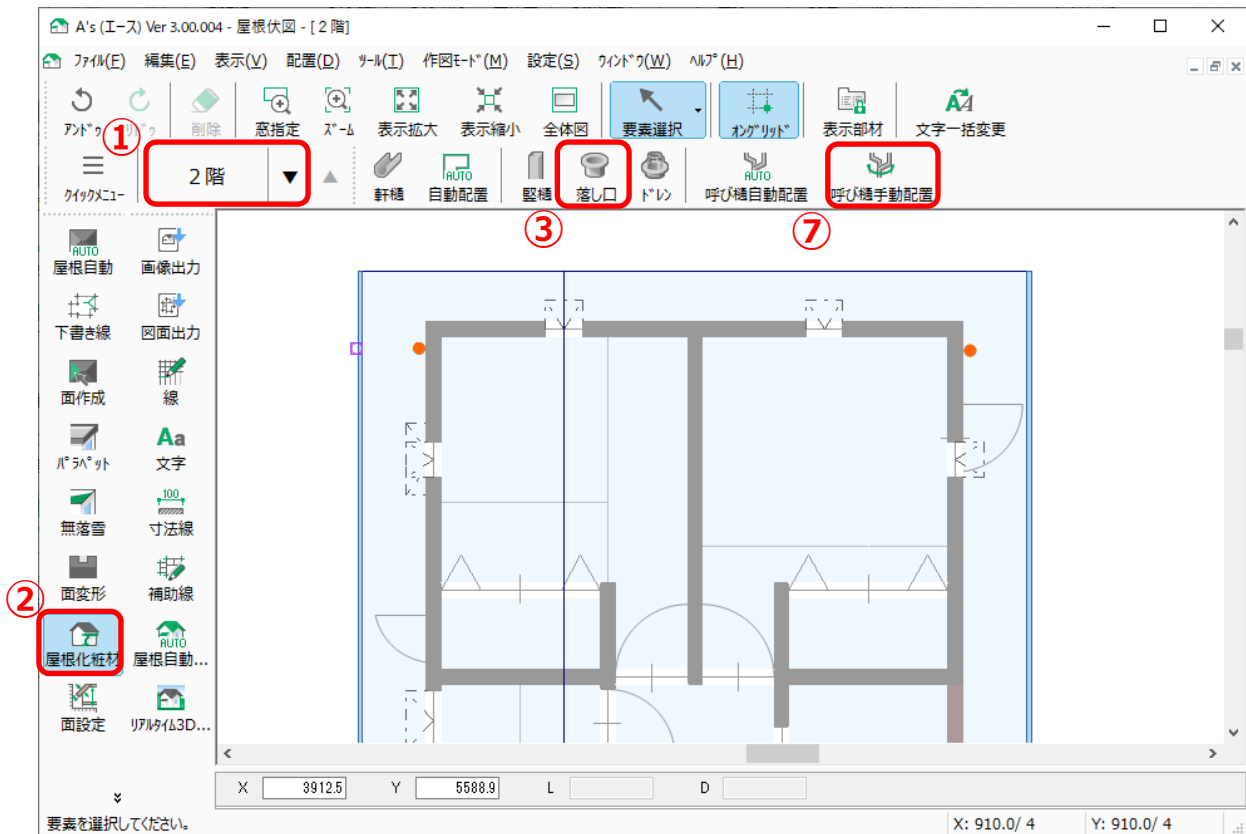 A's (エース) Ver 3.00.004 - 屋根伏図 - [ 2 階]
ﾌｧｲﾙ(F) 編集(E) 表示(V) 配置(D) ﾂｰﾙ(T) 作図ﾓｰﾄﾞ(M) 設定(S) ｳｨﾝﾄﾞｳ(W) ﾍﾙﾌﾟ(H)
ｱﾝﾄﾞｩ 削除 窓指定 ｽﾞｰﾑ 表示拡大 表示縮小 全体図 要素選択 ｵﾝｸﾞﾘｯﾄﾞ 表示部材 文字一括変更
①
ｸｲｯｸﾒﾆｭｰ 2 階 ▼ ▲ 軒樋 AUTO 自動配置 竪樋 落し口 ﾄﾞﾚﾝ AUTO 呼び樋自動配置 呼び樋手動配置
③ ⑦
AUTO
屋根自動 画像出力
下書き線 図面出力
面作成 線
Aa
ﾊﾟﾗﾍﾟｯﾄ 文字
100
無落雪 寸法線
面変形 補助線
②
AUTO
屋根化粧材 屋根自動...
面設定 ﾘｱﾙﾀｲﾑ3D...
X 3912.5 Y 5588.9 L D
要素を選択してください。 X: 910.0/ 4 Y: 910.0/ 4